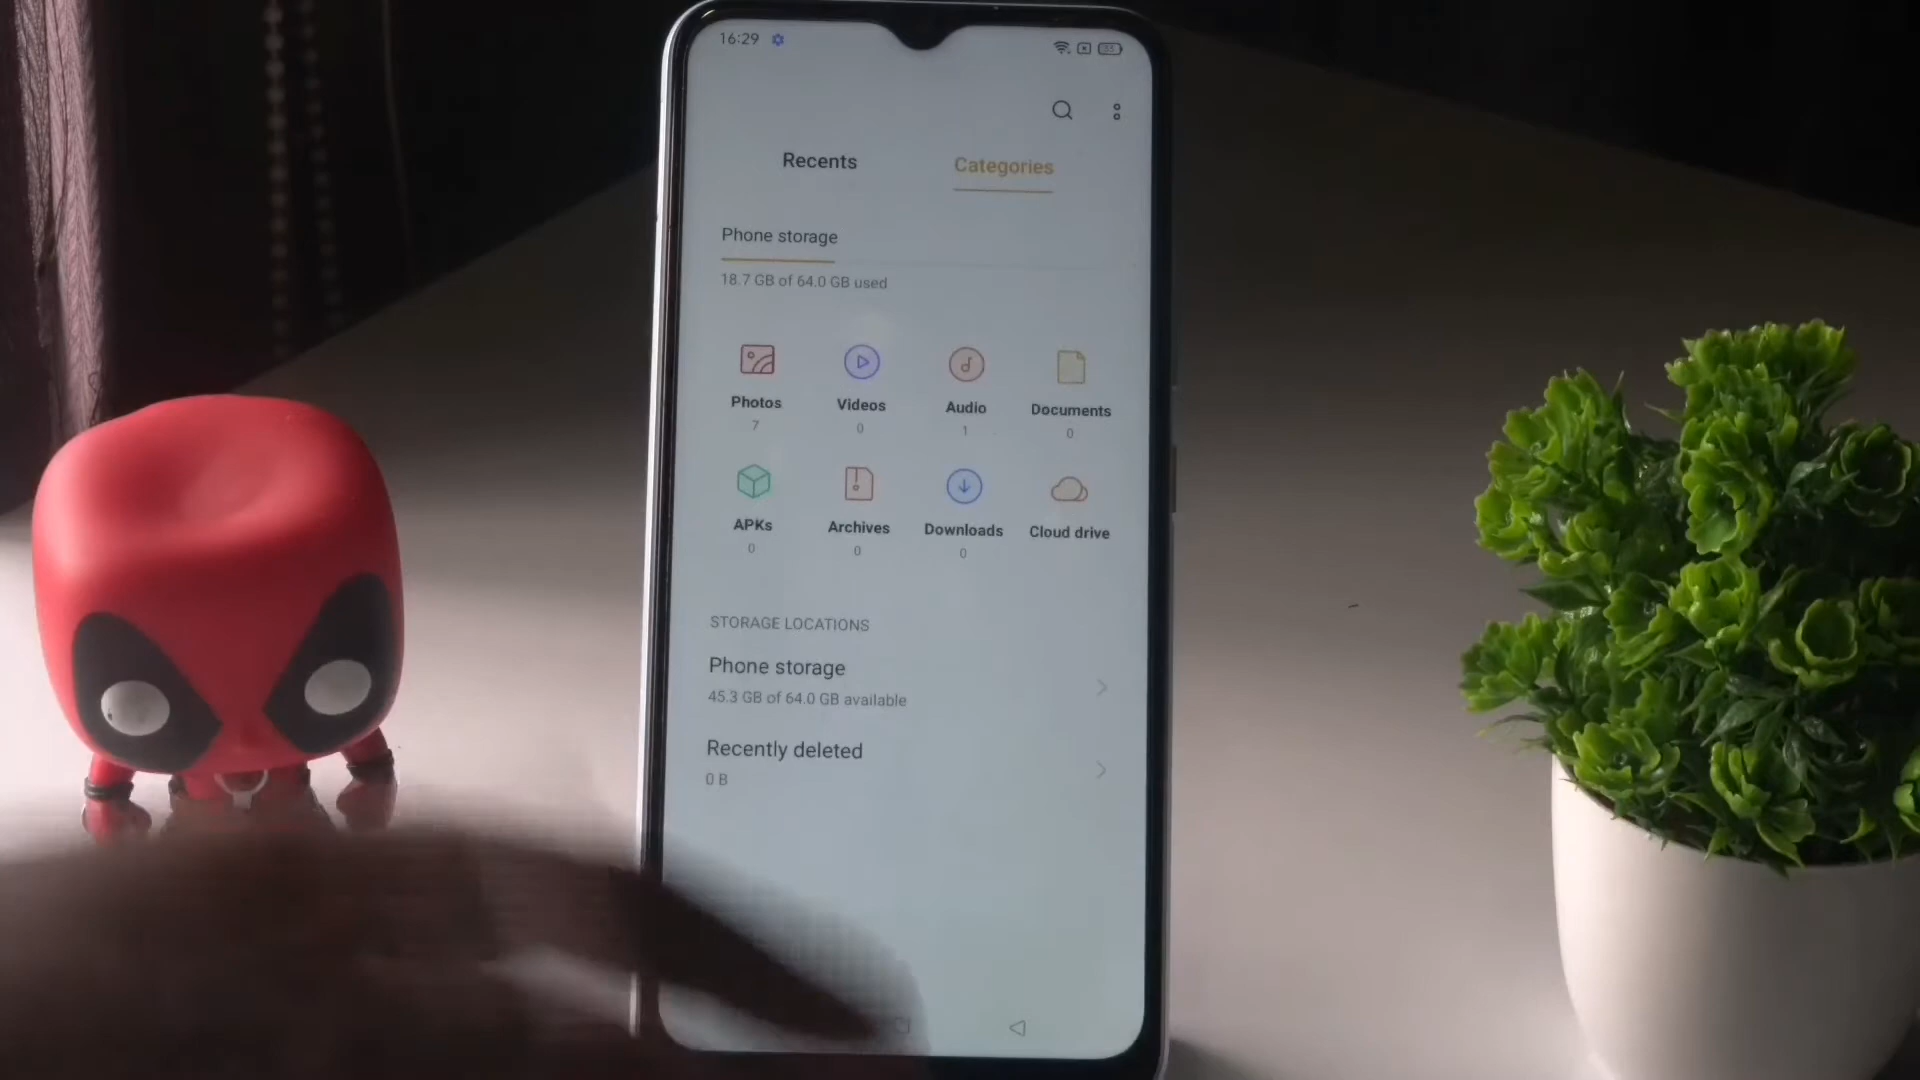 16:29
Recents Categories
Phone storage
18.7 GB of 64.0 GB used
Photos Videos Audio Documents
7 0 1 0
APKs Archives Downloads Cloud drive
0 0 0
STORAGE LOCATIONS
Phone storage
45.3 GB of 64.0 GB available
Recently deleted
0 B